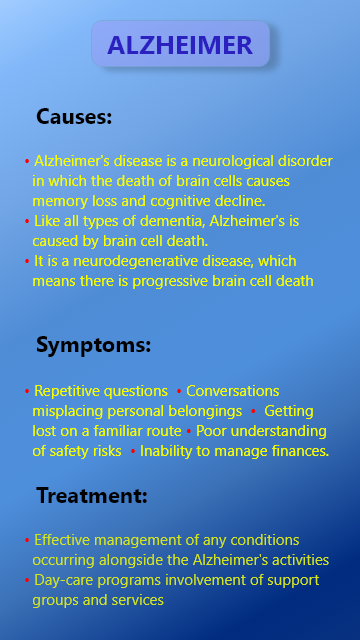 ALZHEIMER
Causes:
• Alzheimer's disease is a neurological disorder
in which the death of brain cells causes
memory loss and cognitive decline.
• Like all types of dementia, Alzheimer's is
caused by brain cell death.
• It is a neurodegenerative disease, which
means there is progressive brain cell death
Symptoms:
• Repetitive questions • Conversations
misplacing personal belongings • Getting
lost on a familiar route • Poor understanding
of safety risks • Inability to manage finances.
Treatment:
• Effective management of any conditions
occurring alongside the Alzheimer's activities
• Day-care programs involvement of support
groups and services